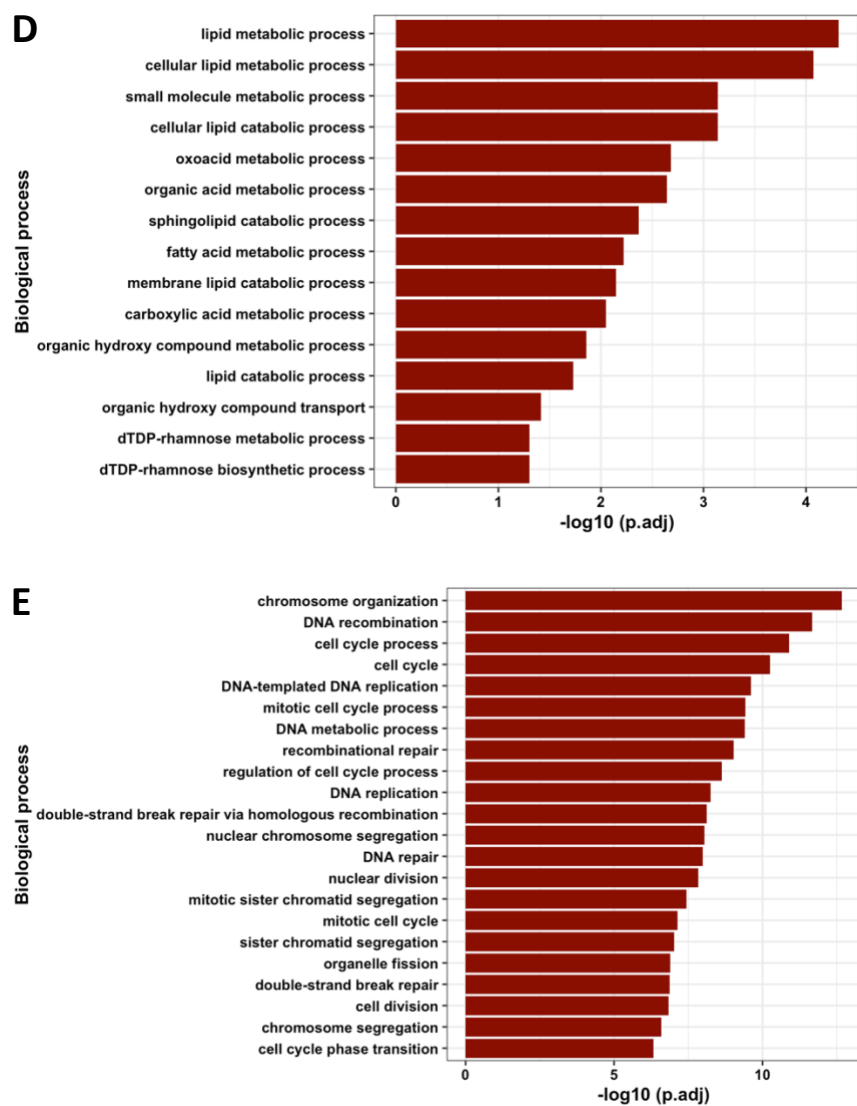 D
lipid metabolic process
cellular lipid metabolic process
small molecule metabolic process
cellular lipid catabolic process
oxoacid metabolic process
organic acid metabolic process
sphingolipid catabolic process
fatty acid metabolic process
membrane lipid catabolic process
carboxylic acid metabolic process
organic hydroxy compound metabolic process
lipid catabolic process
organic hydroxy compound transport
dTDP-rhamnose metabolic process
dTDP-rhamnose biosynthetic process
Biological process
0 1 2 3 4
-log10 (p.adj)
E
chromosome organization
DNA recombination
cell cycle process
cell cycle
DNA-templated DNA replication
mitotic cell cycle process
DNA metabolic process
recombinational repair
regulation of cell cycle process
DNA replication
double-strand break repair via homologous recombination
nuclear chromosome segregation
DNA repair
nuclear division
mitotic sister chromatid segregation
mitotic cell cycle
sister chromatid segregation
organelle fission
double-strand break repair
cell division
chromosome segregation
cell cycle phase transition
Biological process
0 5 10
-log10 (p.adj)